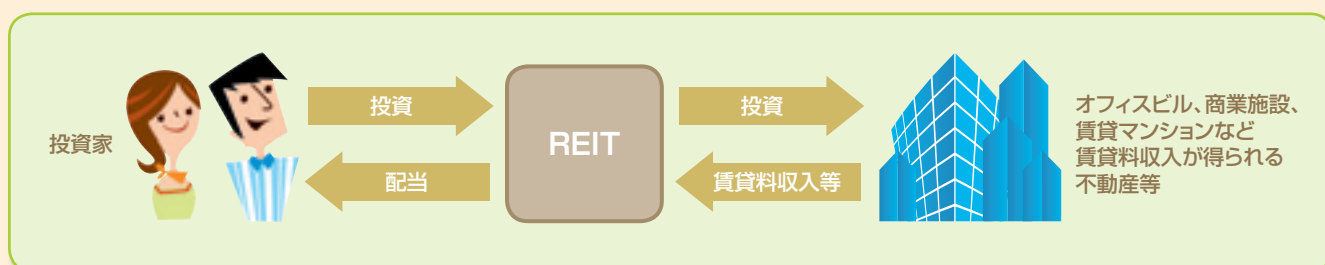 投資家
投資
配当
REIT
投資
賃貸料収入等
オフィスビル、商業施設、
賃貸マンションなど
賃貸料収入が得られる
不動産等